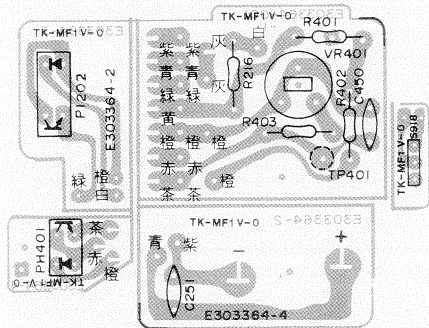 TK-MF1V-0
PI202
E303364-2
緑
橙
白
TK-MF1V-0
白
灰
灰
R216
紫 紫
青 青
緑 緑
黄
橙 橙 橙
赤 赤
茶 茶
橙
R401
VR401
R402
C450
R403
TP401
TK-MF1V-0
S918
PH401
茶
赤
橙
TK-MF1V-0
TK-MF1V-0
E303364-2
青 紫
−
+
C251
E303364-4